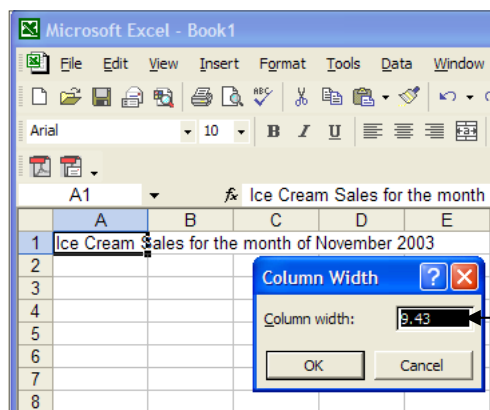 Microsoft Excel - Book1
File Edit View Insert Format Tools Data Window
ABC
Arial 10 B I U
A1 fx Ice Cream Sales for the month
A B C D E
1 Ice Cream Sales for the month of November 2003
2
3
4
5
6
7
8
Column Width ? X
Column width: 9.43
OK Cancel